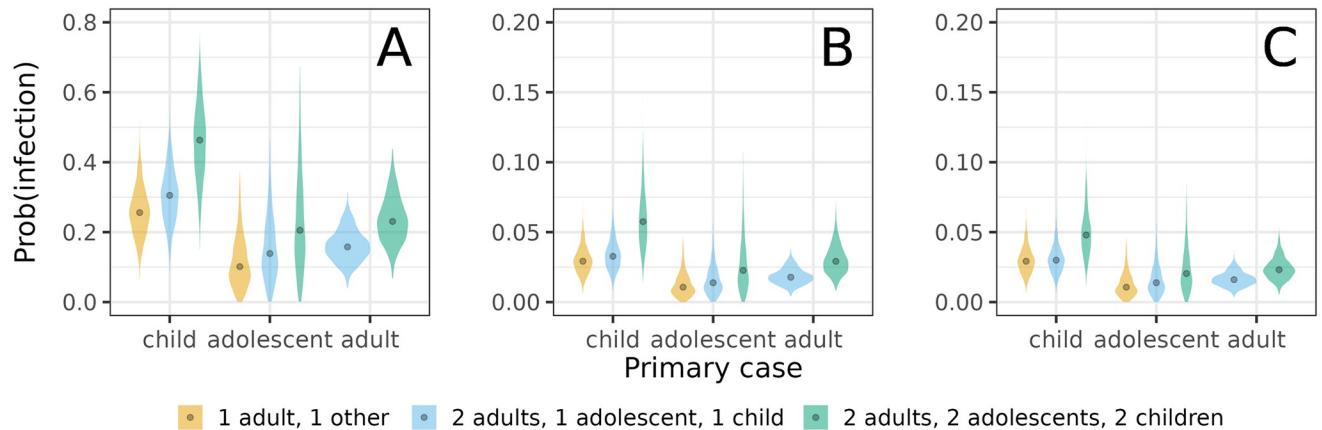 A
B
C
0.8
0.6
0.4
0.2
0.0
0.20
0.15
0.10
0.05
0.00
0.20
0.15
0.10
0.05
0.00
Prob(infection)
child adolescent adult
child adolescent adult
child adolescent adult
Primary case
1 adult, 1 other 2 adults, 1 adolescent, 1 child 2 adults, 2 adolescents, 2 children